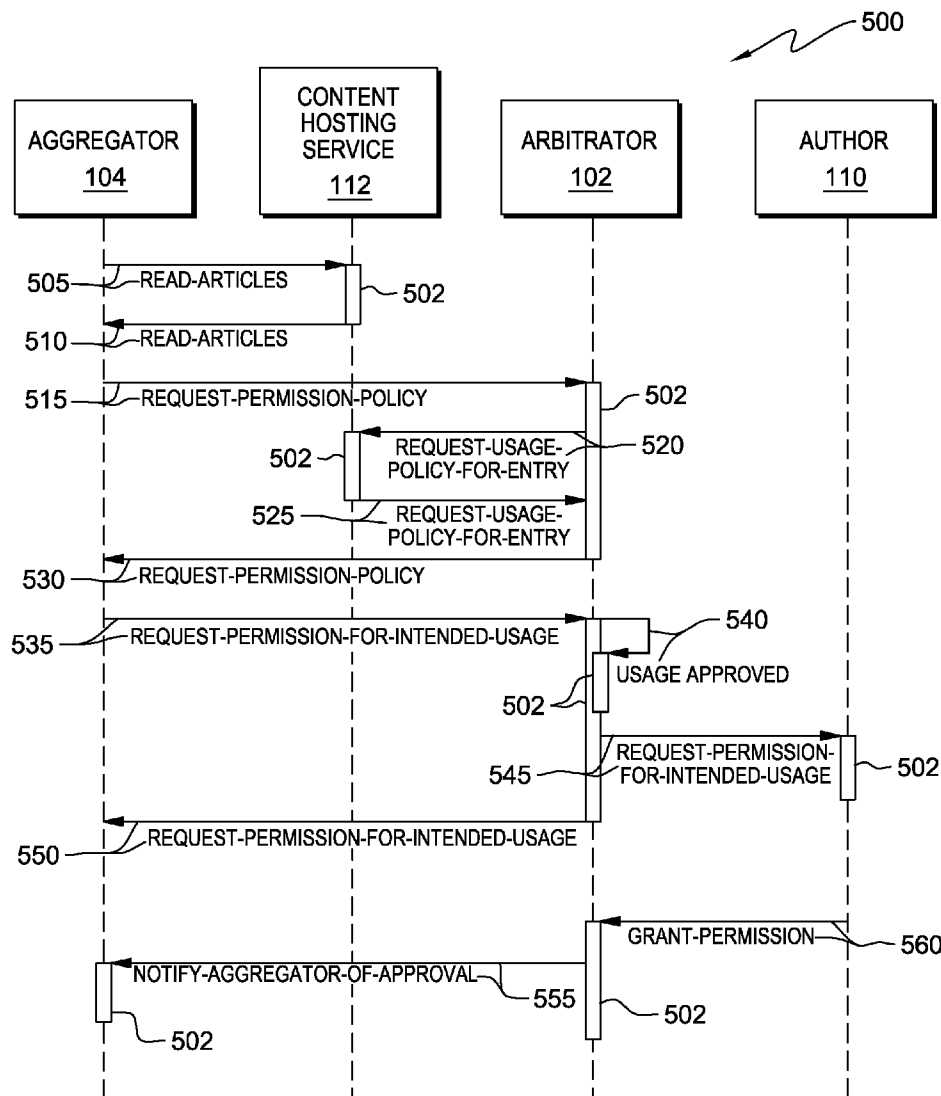 500
AGGREGATOR
104
CONTENT
HOSTING
SERVICE
112
ARBITRATOR
102
AUTHOR
110
505
READ-ARTICLES
502
510
READ-ARTICLES
515
REQUEST-PERMISSION-POLICY
502
502
REQUEST-USAGE-
POLICY-FOR-ENTRY
520
525
REQUEST-USAGE-
POLICY-FOR-ENTRY
530
REQUEST-PERMISSION-POLICY
535
REQUEST-PERMISSION-FOR-INTENDED-USAGE
540
USAGE APPROVED
502
545
REQUEST-PERMISSION-
FOR-INTENDED-USAGE
502
550
REQUEST-PERMISSION-FOR-INTENDED-USAGE
GRANT-PERMISSION
560
NOTIFY-AGGREGATOR-OF-APPROVAL
555
502
502